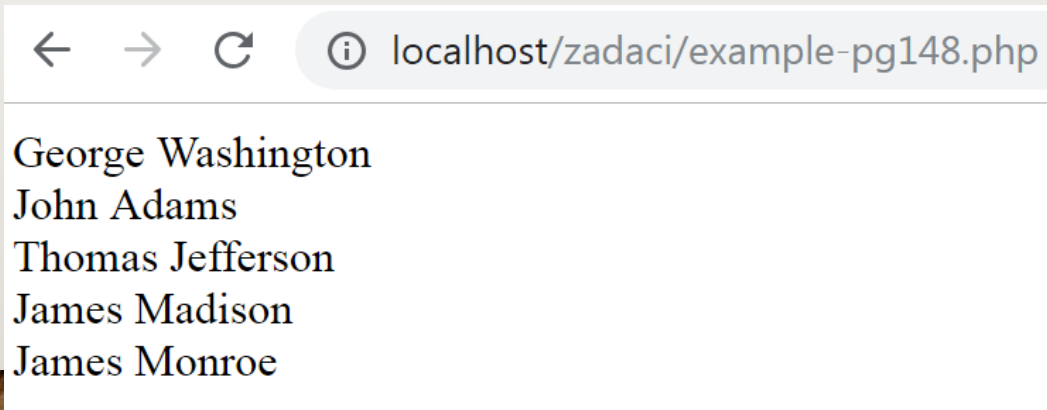 localhost/zadaci/example-pg148.php
George Washington
John Adams
Thomas Jefferson
James Madison
James Monroe